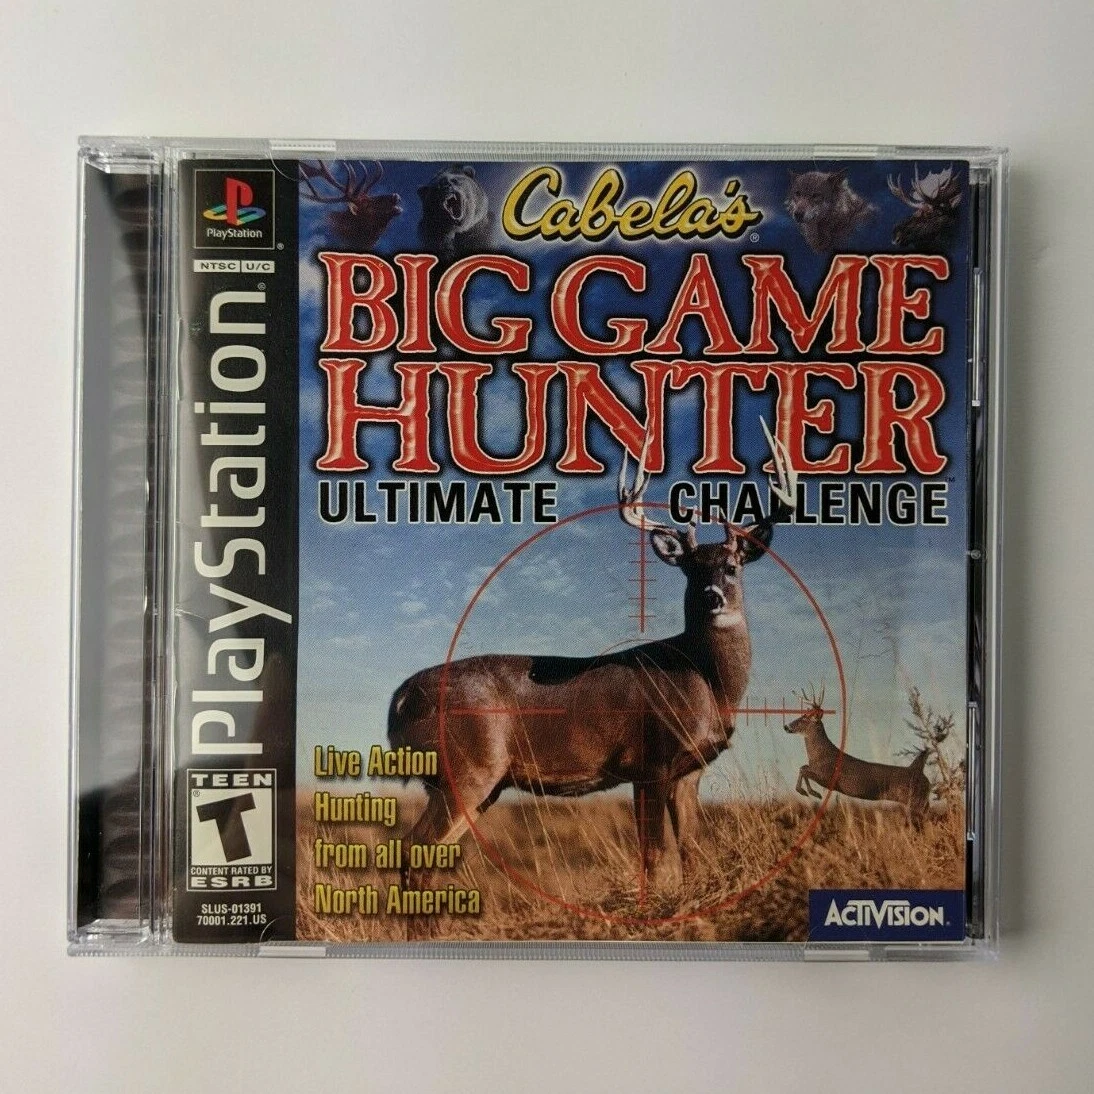 PlayStation
®
NTSC U/C
PlayStation®
TEEN
T
®
CONTENT RATED BY
ESRB
SLUS-01391
70001.221.US
Cabela's®
BIG GAME
HUNTER
ULTIMATE CHALLENGE™
Live Action
Hunting
from all over
North America
ACTIVISION.